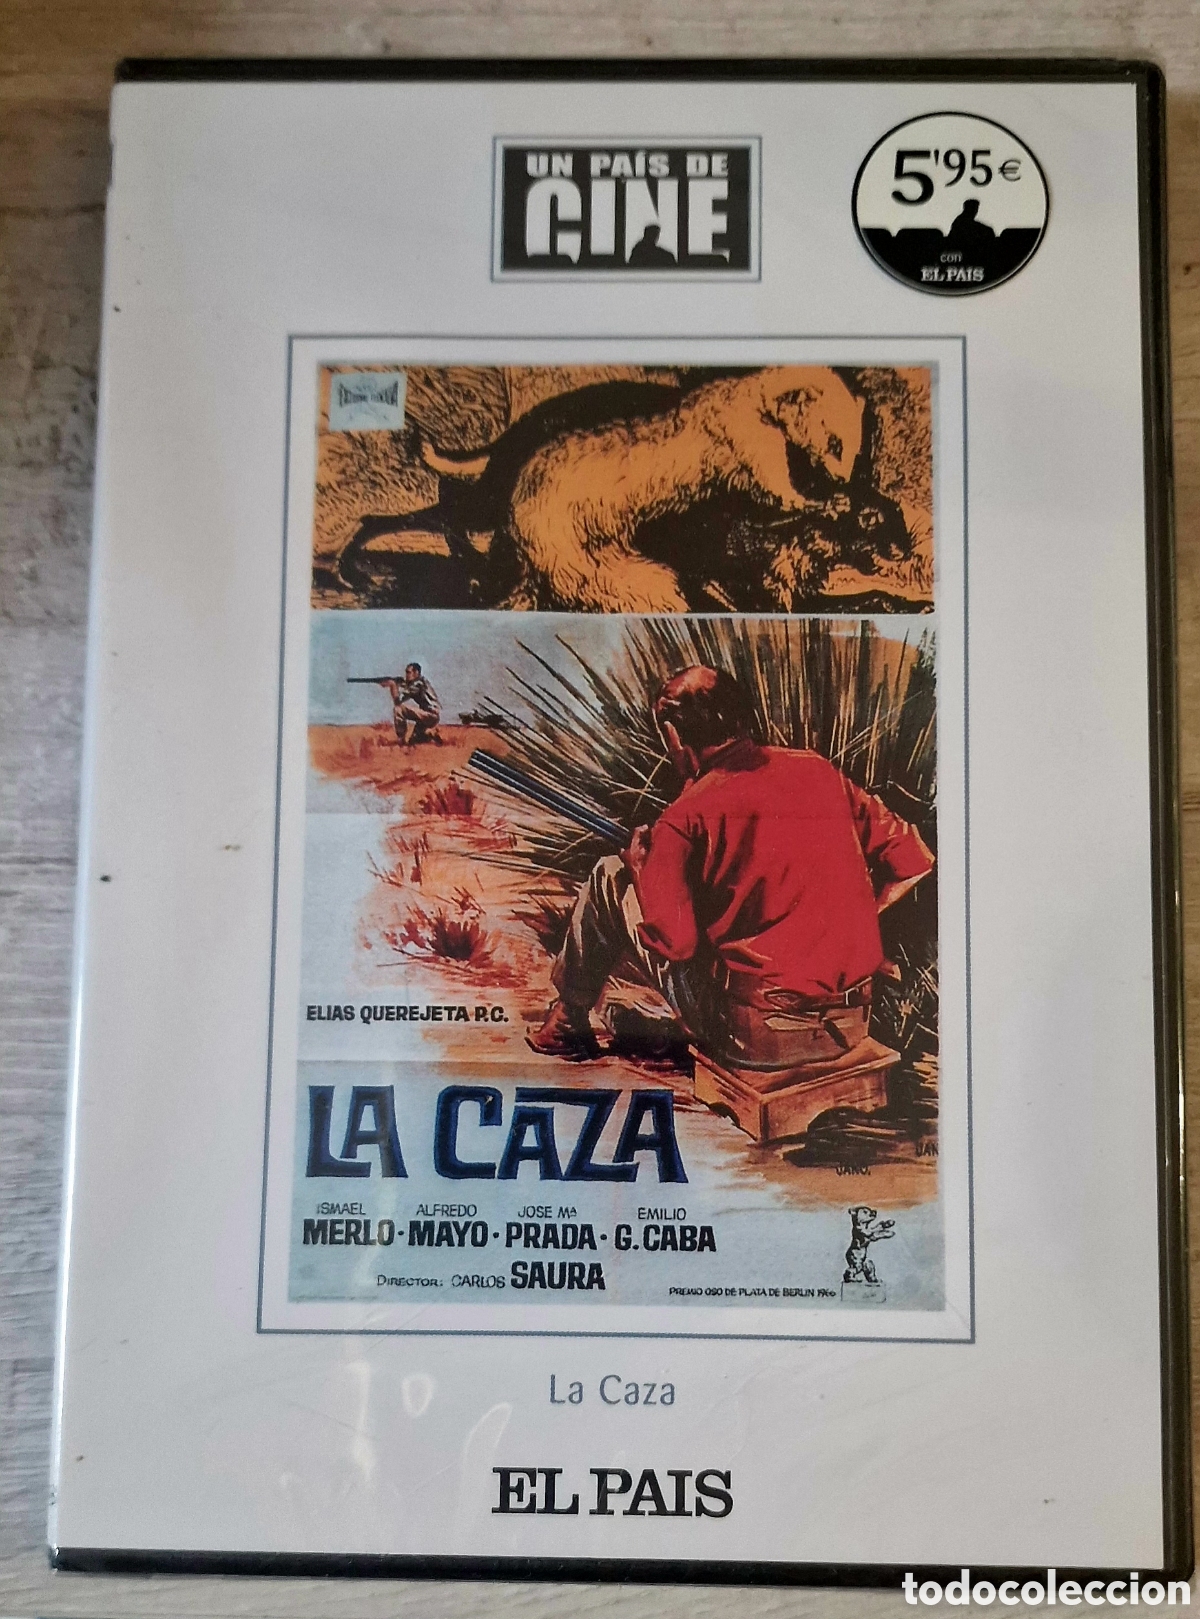 UN PAÍS DE
CINE
5'95€
con
EL PAIS
ELIAS QUEREJETA P.C.
LA CAZA
JANO.
JAN
ISMAEL ALFREDO JOSE Mª EMILIO
MERLO · MAYO · PRADA · G. CABA
DIRECTOR: CARLOS SAURA
PREMIO OSO DE PLATA DE BERLIN 1966
La Caza
EL PAIS
todocoleccion